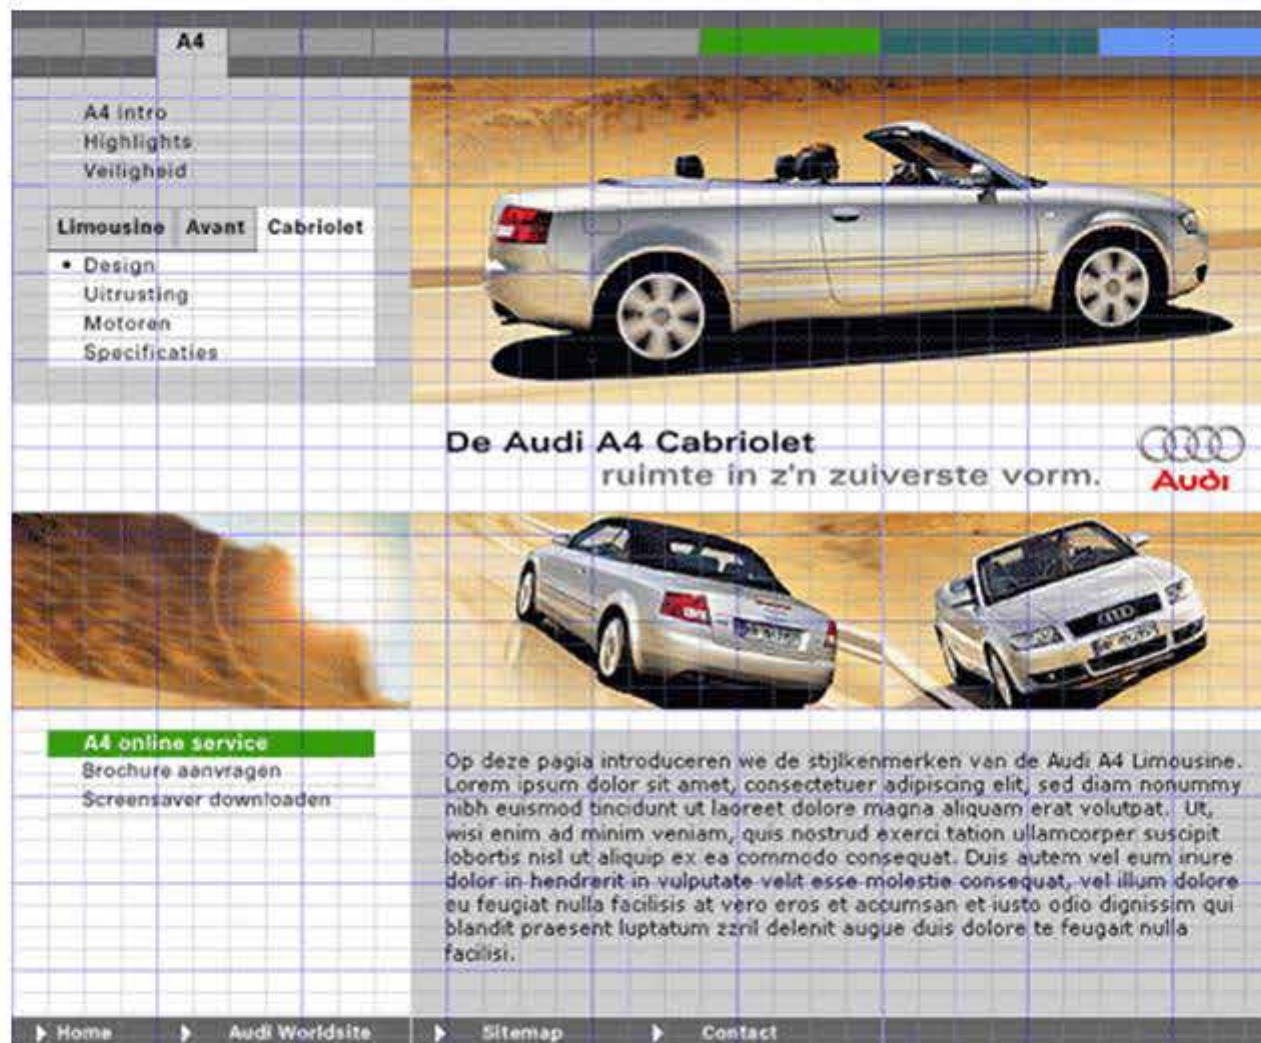 A4
A4 intro
Highlights
Veiligheid
Limousine Avant Cabriolet
• Design
Uitrusting
Motoren
Specificaties
De Audi A4 Cabriolet
ruimte in z'n zuiverste vorm.
Audi
A4 online service
Brochure aanvragen
Screensaver downloaden
Op deze pagia introduceren we de stijlkenmerken van de Audi A4 Limousine.
Lorem ipsum dolor sit amet, consectetuer adipiscing elit, sed diam nonummy
nibh euismod tincidunt ut laoreet dolore magna aliquam erat volutpat. Ut,
wisi enim ad minim veniam, quis nostrud exerci tation ullamcorper suscipit
lobortis nisl ut aliquip ex ea commodo consequat. Duis autem vel eum iriure
dolor in hendrerit in vulputate velit esse molestie consequat, vel illum dolore
eu feugiat nulla facilisis at vero eros et accumsan et iusto odio dignissim qui
blandit praesent luptatum zzril delenit augue duis dolore te feugait nulla
facilisi.
Home Audi Worldsite Sitemap Contact